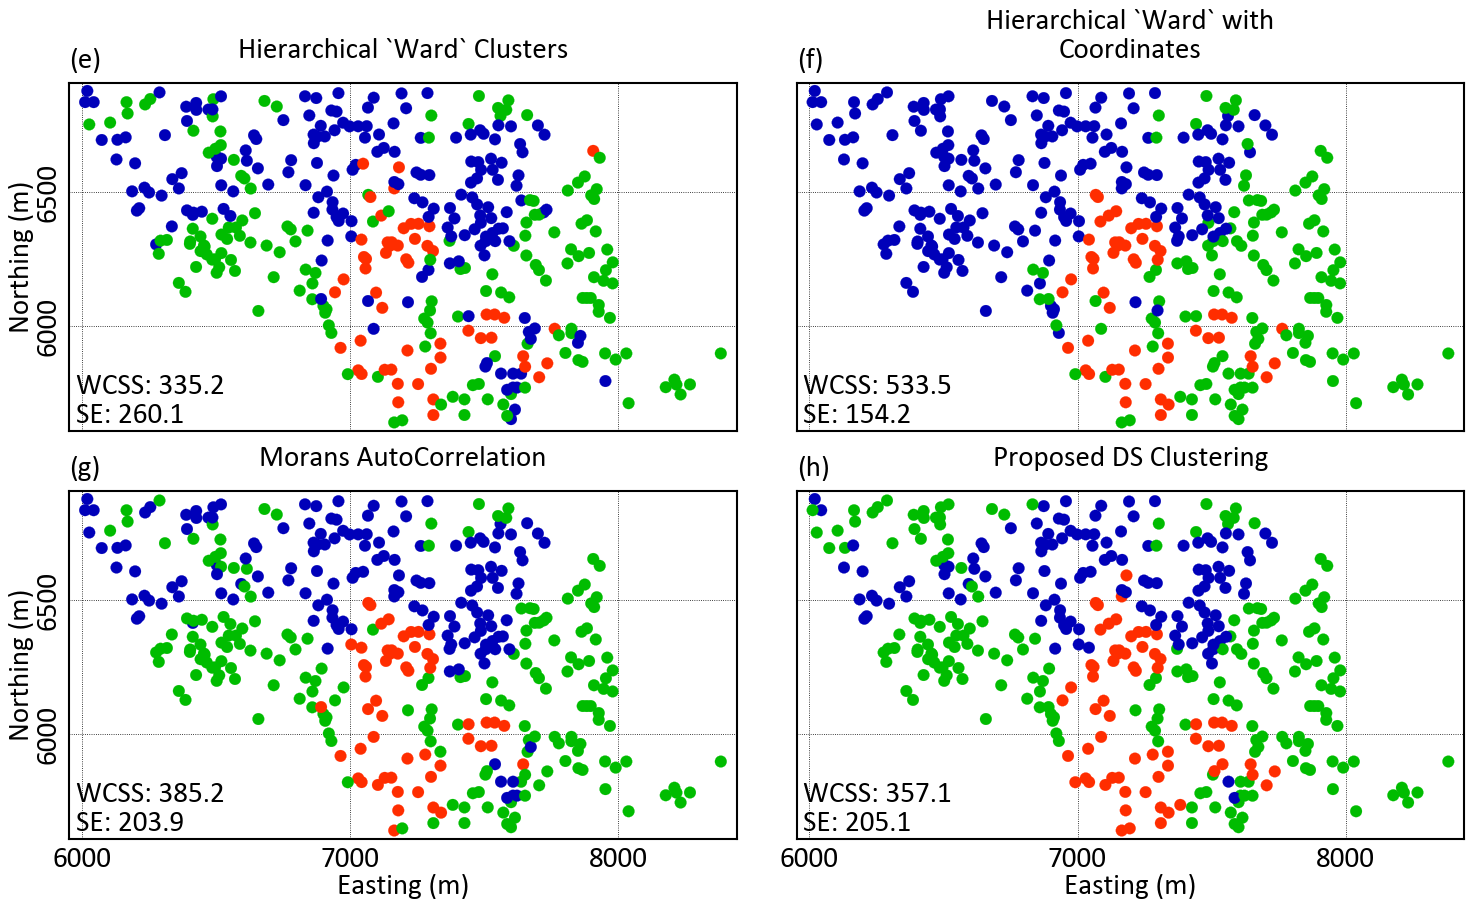 (e)
Hierarchical `Ward` Clusters
(f)
Hierarchical `Ward` with
Coordinates
Northing (m)
6500
6000
WCSS: 335.2
SE: 260.1
WCSS: 533.5
SE: 154.2
(g)
Morans AutoCorrelation
(h)
Proposed DS Clustering
Northing (m)
6500
6000
WCSS: 385.2
SE: 203.9
WCSS: 357.1
SE: 205.1
6000
7000
8000
Easting (m)
6000
7000
8000
Easting (m)